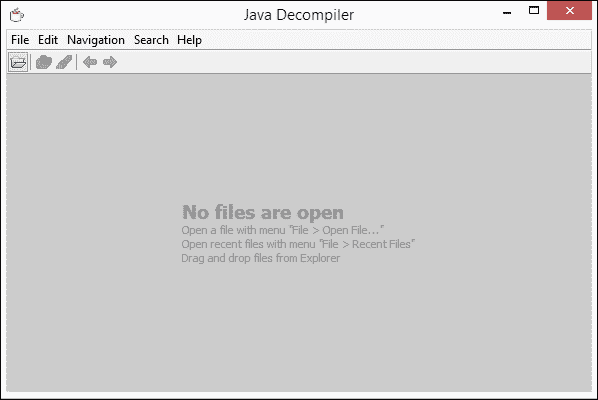 Java Decompiler
File Edit Navigation Search Help
No files are open
Open a file with menu "File > Open File..."
Open recent files with menu "File > Recent Files"
Drag and drop files from Explorer